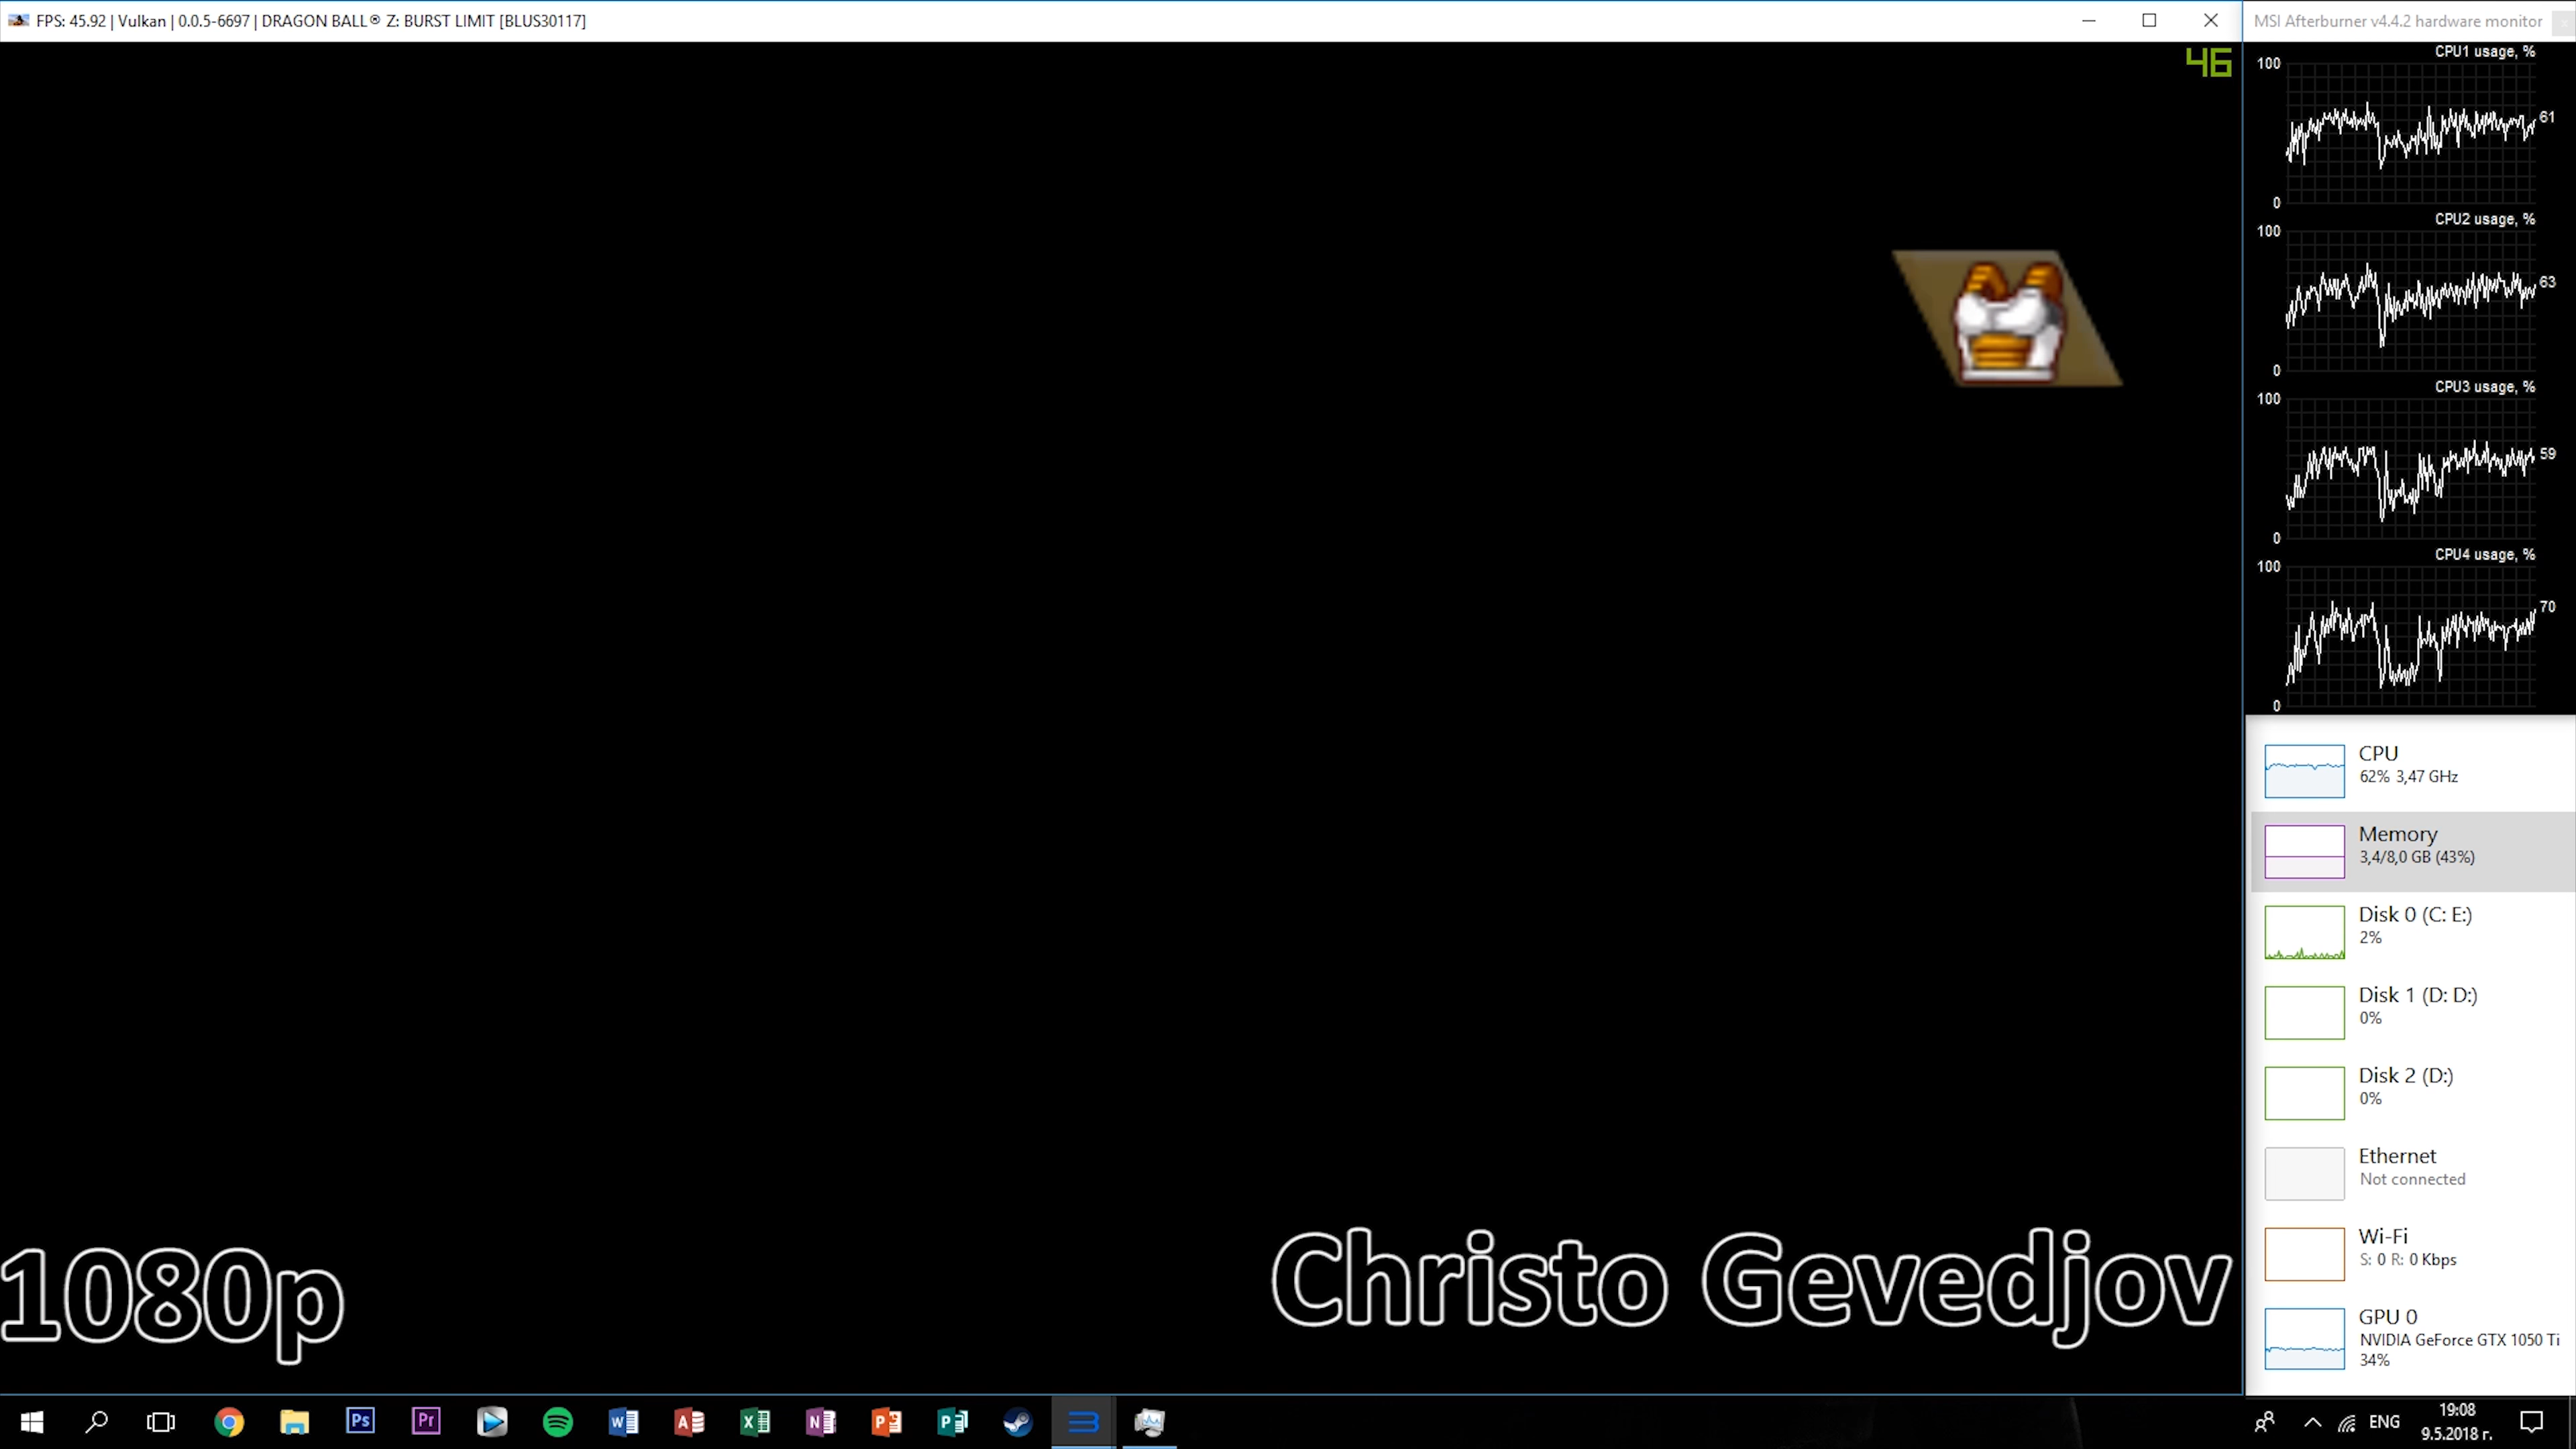 FPS: 45.92 | Vulkan | 0.0.5-6697 | DRAGON BALL® Z: BURST LIMIT [BLUS30117]
46
MSI Afterburner v4.4.2 hardware monitor
CPU1 usage, %
100
61
0
CPU2 usage, %
100
63
0
CPU3 usage, %
100
59
0
CPU4 usage, %
100
70
0
CPU
62% 3,47 GHz
Memory
3,4/8,0 GB (43%)
Disk 0 (C: E:)
2%
Disk 1 (D: D:)
0%
Disk 2 (D:)
0%
Ethernet
Not connected
Wi-Fi
S: 0 R: 0 Kbps
GPU 0
NVIDIA GeForce GTX 1050 Ti
34%
1080p
Christo Gevedjov
Ps
Pr
ENG
19:08
9.5.2018 г.